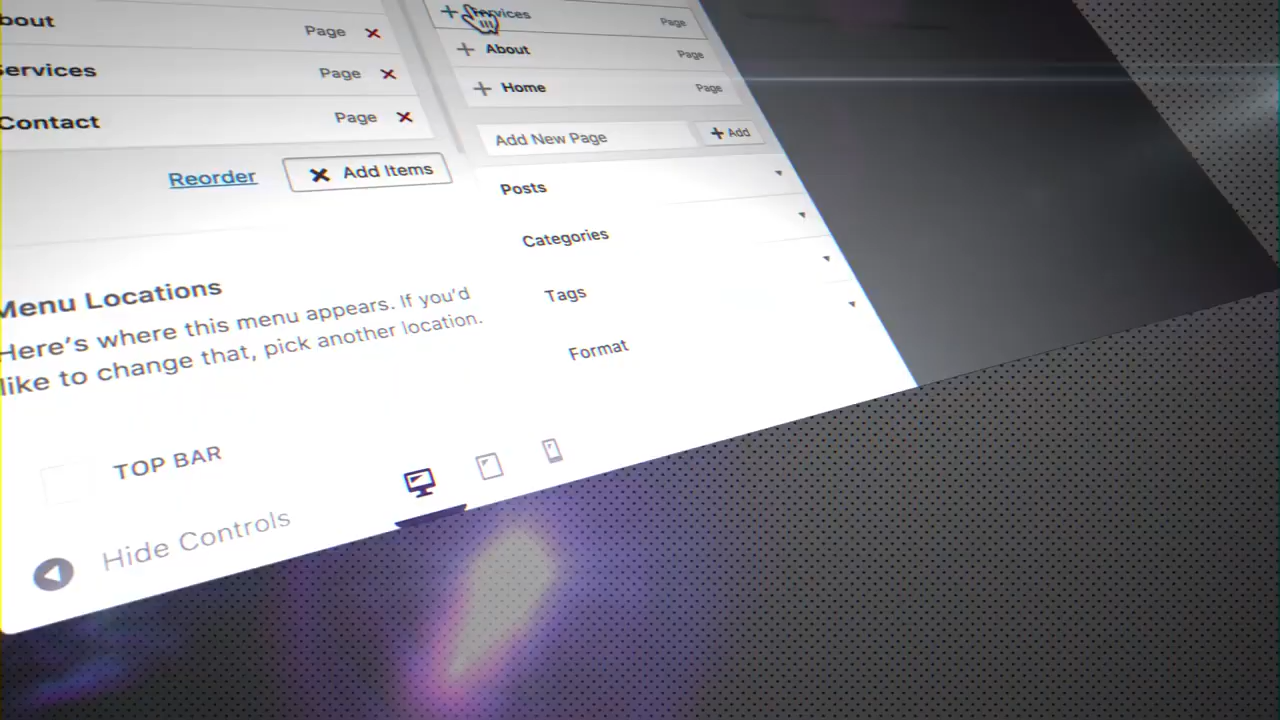 bout Page
ervices Page
Contact Page
Reorder Add Items
Menu Locations
Here's where this menu appears. If you'd
like to change that, pick another location.
TOP BAR
Hide Controls
Services Page
About Page
Home Page
Add New Page Add
Posts
Categories
Tags
Format